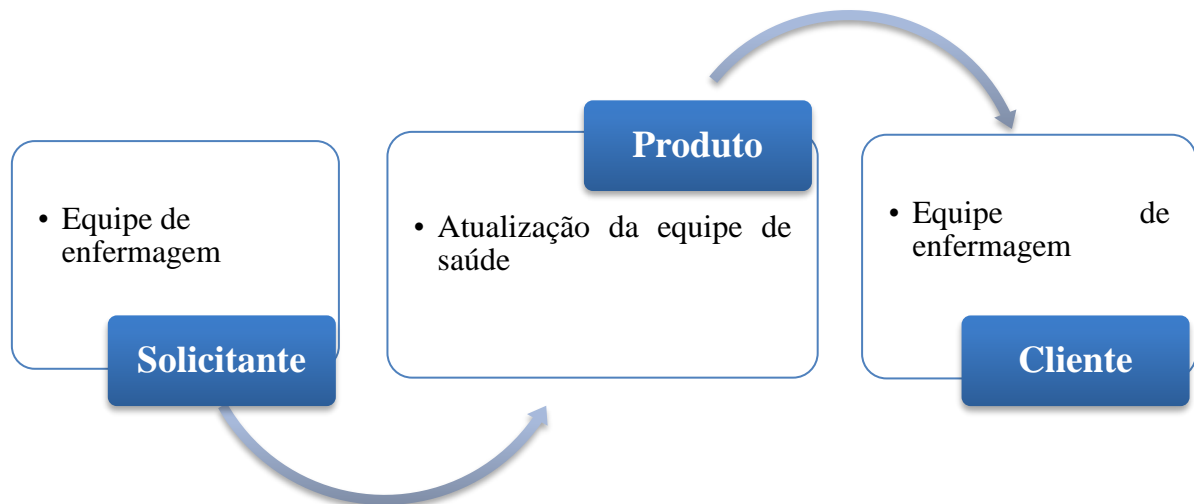 • Equipe de
enfermagem
Solicitante
Produto
• Atualização da equipe de
saúde
• Equipe de
enfermagem
Cliente